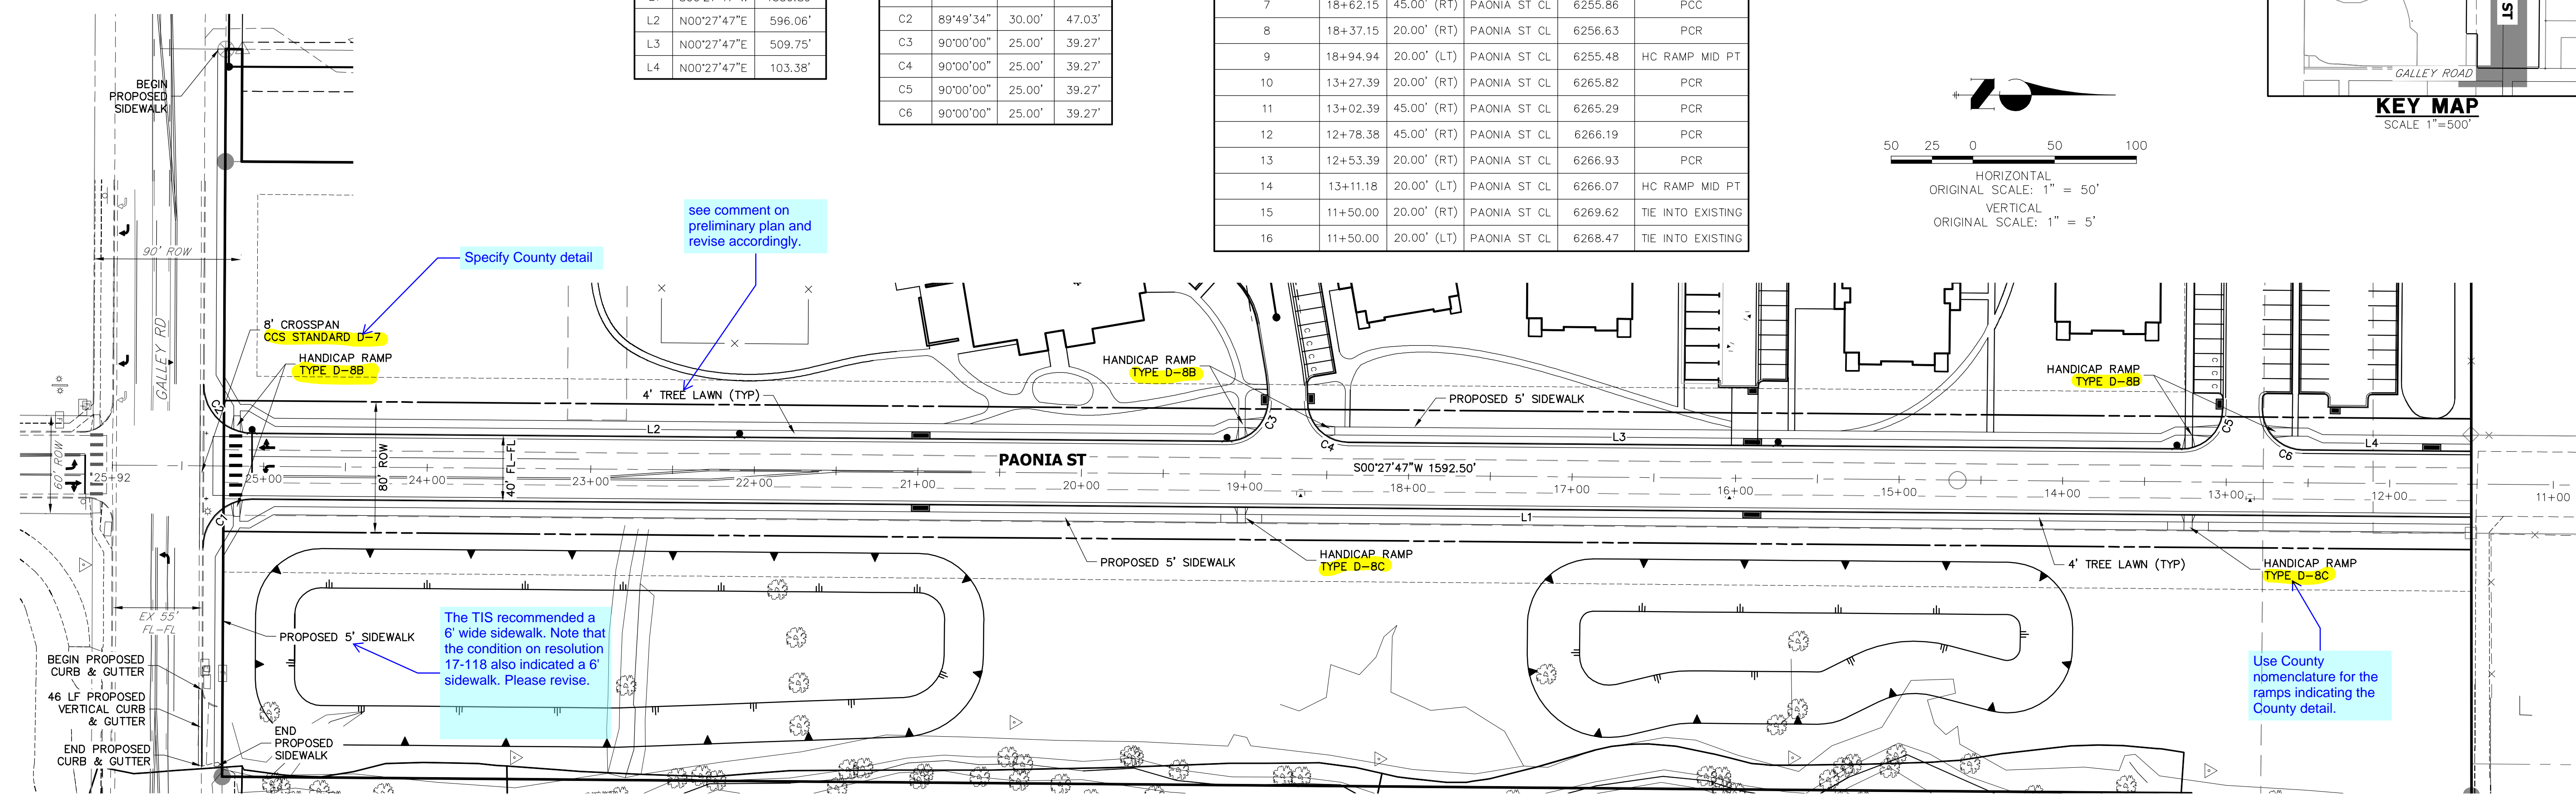 L2 N00°27'47"E 596.06'
L3 N00°27'47"E 509.75'
L4 N00°27'47"E 103.38'
C2 89°49'34" 30.00' 47.03'
C3 90°00'00" 25.00' 39.27'
C4 90°00'00" 25.00' 39.27'
C5 90°00'00" 25.00' 39.27'
C6 90°00'00" 25.00' 39.27'
7 18+62.15 45.00' (RT) PAONIA ST CL 6255.86 PCC
8 18+37.15 20.00' (RT) PAONIA ST CL 6256.63 PCR
9 18+94.94 20.00' (LT) PAONIA ST CL 6255.48 HC RAMP MID PT
10 13+27.39 20.00' (RT) PAONIA ST CL 6265.82 PCR
11 13+02.39 45.00' (RT) PAONIA ST CL 6265.29 PCR
12 12+78.38 45.00' (RT) PAONIA ST CL 6266.19 PCR
13 12+53.39 20.00' (RT) PAONIA ST CL 6266.93 PCR
14 13+11.18 20.00' (LT) PAONIA ST CL 6266.07 HC RAMP MID PT
15 11+50.00 20.00' (RT) PAONIA ST CL 6269.62 TIE INTO EXISTING
16 11+50.00 20.00' (LT) PAONIA ST CL 6268.47 TIE INTO EXISTING
50 25 0 50 100
HORIZONTAL
ORIGINAL SCALE: 1" = 50'
VERTICAL
ORIGINAL SCALE: 1" = 5'
ST
GALLEY ROAD
KEY MAP
SCALE 1"=500'
BEGIN
PROPOSED
SIDEWALK
90' ROW
GALLEY RD
Specify County detail
see comment on
preliminary plan and
revise accordingly.
8' CROSSPAN
CCS STANDARD D-7
HANDICAP RAMP
TYPE D-8B
4' TREE LAWN (TYP)
HANDICAP RAMP
TYPE D-8B
PROPOSED 5' SIDEWALK
HANDICAP RAMP
TYPE D-8B
C C C C
C2
L2
C3
C4
L3
C5
C6
L4
60' ROW
80' ROW
40' FL-FL
PAONIA ST
S00°27'47"W 1592.50'
25+92
25+00
24+00
23+00
22+00
21+00
20+00
19+00
18+00
17+00
16+00
15+00
14+00
13+00
12+00
11+00
C1
L1
PROPOSED 5' SIDEWALK
HANDICAP RAMP
TYPE D-8C
4' TREE LAWN (TYP)
HANDICAP RAMP
TYPE D-8C
EX 55'
FL-FL
PROPOSED 5' SIDEWALK
The TIS recommended a
6' wide sidewalk. Note that
the condition on resolution
17-118 also indicated a 6'
sidewalk. Please revise.
Use County
nomenclature for the
ramps indicating the
County detail.
BEGIN PROPOSED
CURB & GUTTER
46 LF PROPOSED
VERTICAL CURB
& GUTTER
END PROPOSED
CURB & GUTTER
END
PROPOSED
SIDEWALK